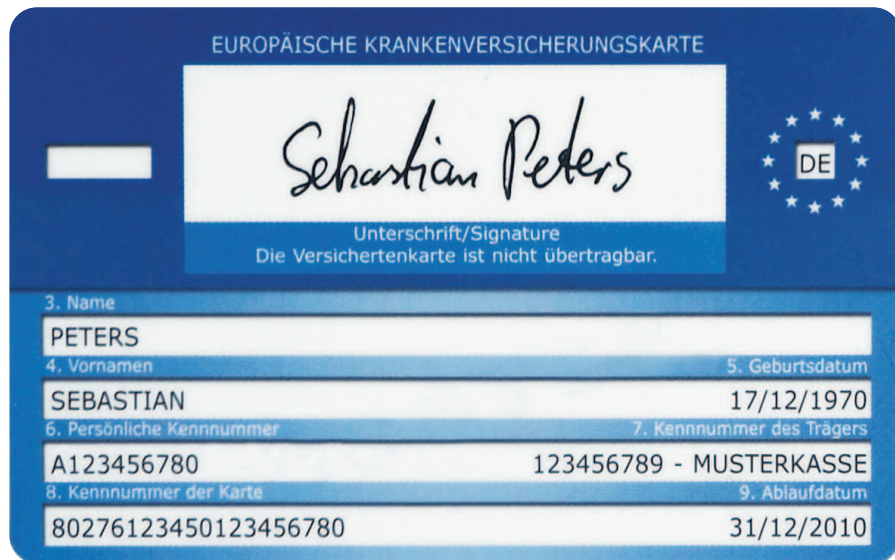 EUROPÄISCHE KRANKENVERSICHERUNGSKARTE
Sebastian Peters
DE
Unterschrift/Signature
Die Versichertenkarte ist nicht übertragbar.
3. Name
PETERS
4. Vornamen 5. Geburtsdatum
SEBASTIAN 17/12/1970
6. Persönliche Kennnummer 7. Kennnummer des Trägers
A123456780 123456789 - MUSTERKASSE
8. Kennnummer der Karte 9. Ablaufdatum
80276123450123456780 31/12/2010